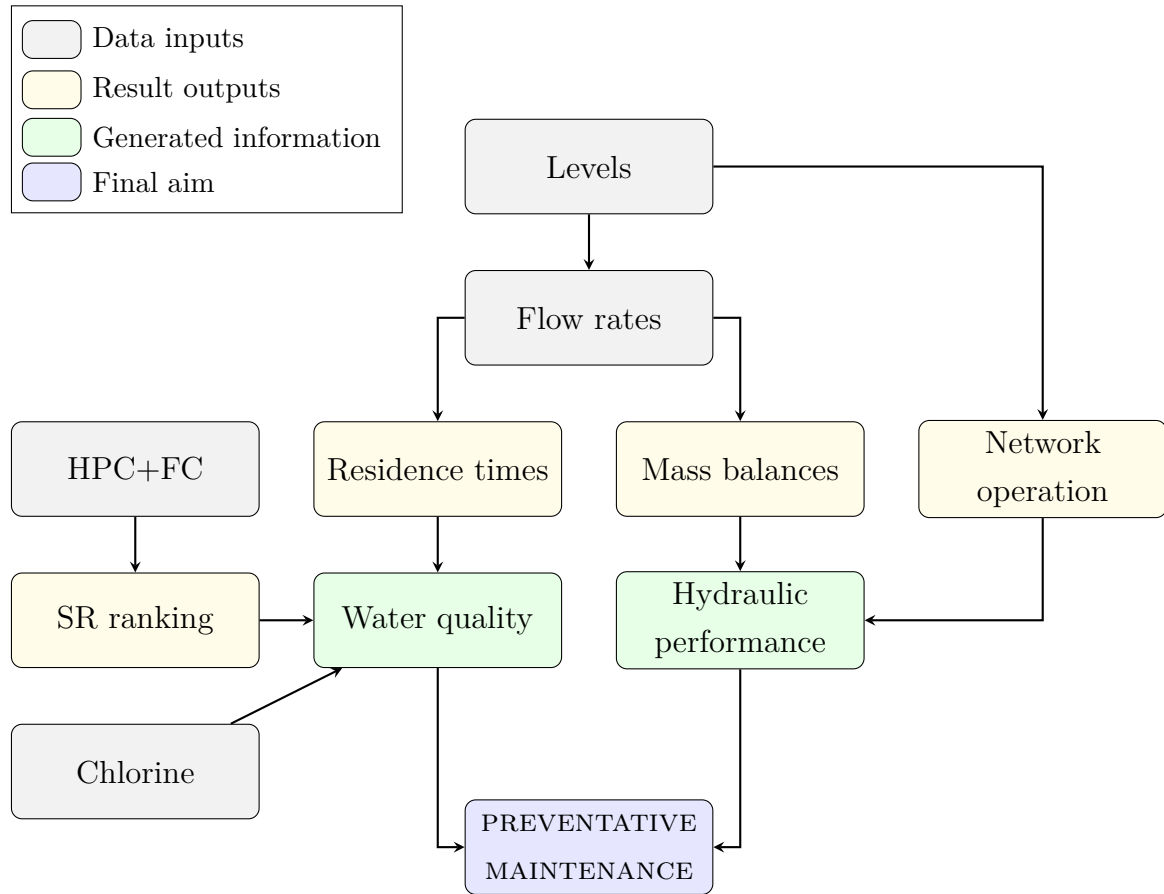 Data inputs
Result outputs
Generated information
Final aim
Levels
Flow rates
HPC+FC
Residence times
Mass balances
Network
operation
SR ranking
Water quality
Hydraulic
performance
Chlorine
PREVENTATIVE
MAINTENANCE